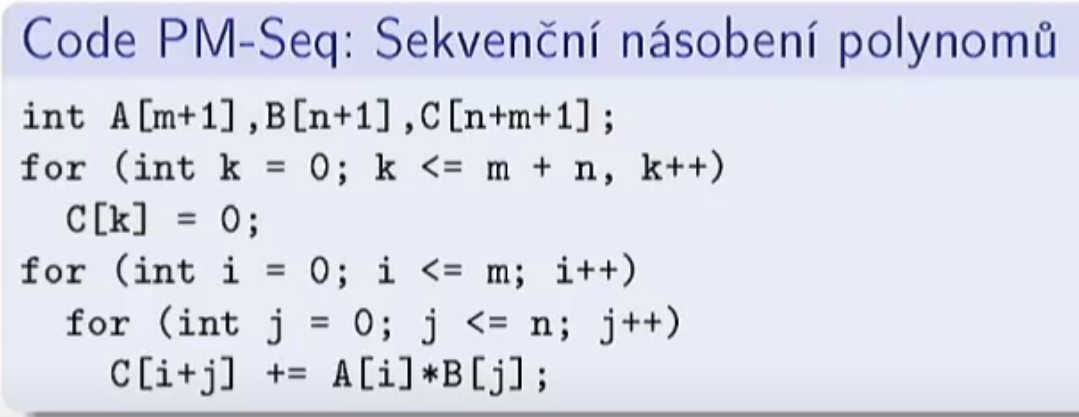 Code PM-Seq: Sekvenční násobení polynomů
int A[m+1],B[n+1],C[n+m+1];
for (int k = 0; k <= m + n, k++)
  C[k] = 0;
for (int i = 0; i <= m; i++)
  for (int j = 0; j <= n; j++)
    C[i+j] += A[i]*B[j];